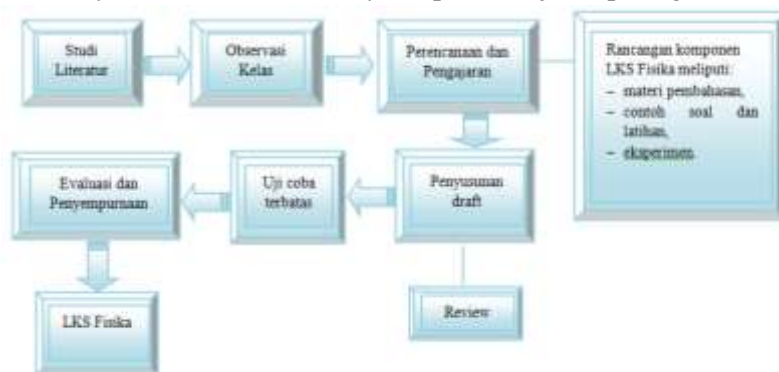 Studi
Literatur
Observasi
Kelas
Perencanaan dan
Pengajaran
Rancangan komponen
LKS Fisika meliputi:
– materi pembahasan,
– contoh soal dan
latihan,
– eksperimen
Evaluasi dan
Penyempurnaan
Uji coba
terbatas
Penyusunan
draft
LKS Fisika
Review